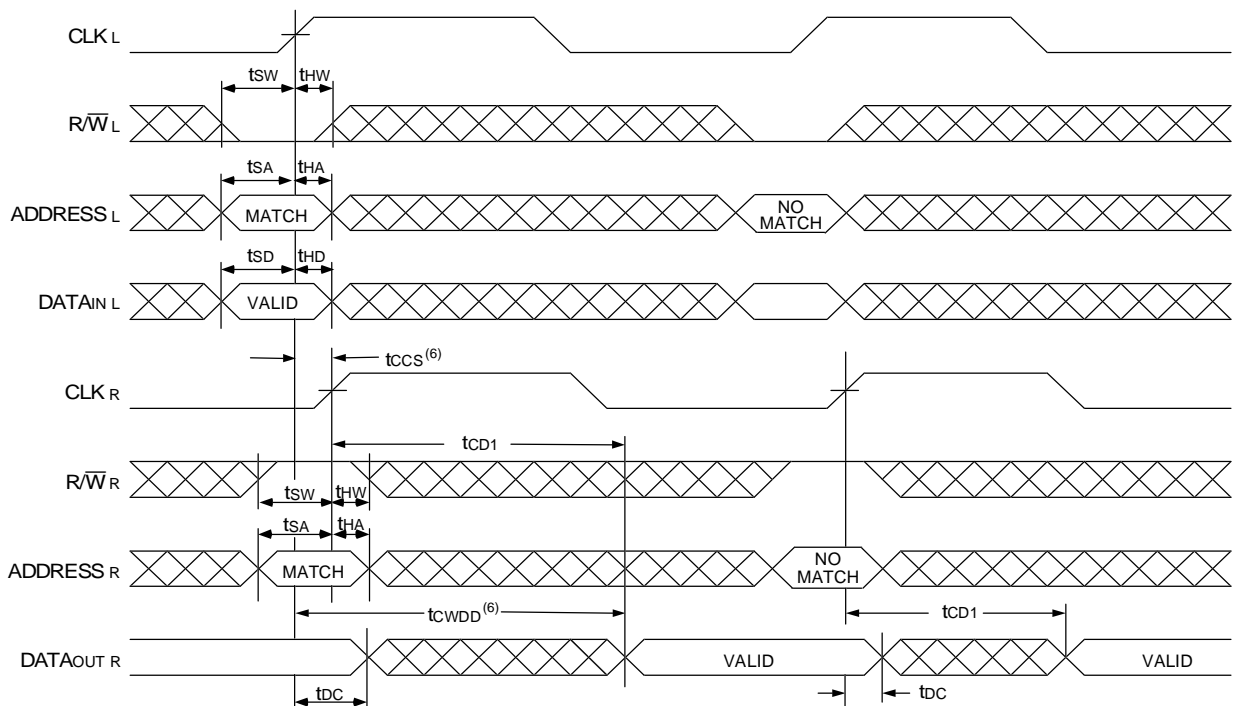 CLK L
tSW tHW
R/W̅ L
tSA tHA
ADDRESS L MATCH NO MATCH
tSD tHD
DATAIN L VALID
tCCS(6)
CLK R
tCD1
R/W̅ R
tSW tHW
tSA tHA
ADDRESS R MATCH NO MATCH
tCWDD(6) tCD1
DATAOUT R VALID VALID
tDC tDC